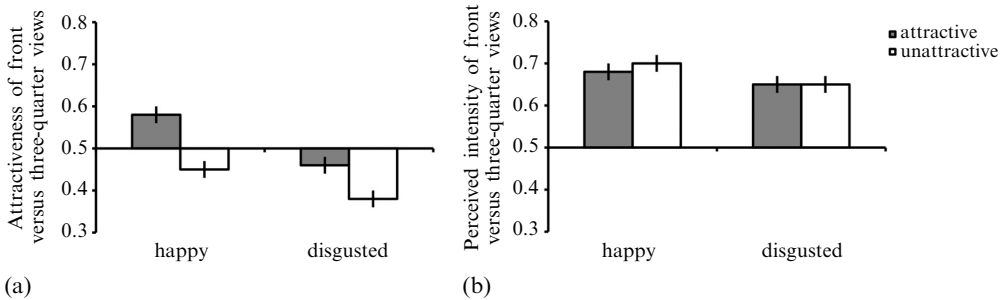 Attractiveness of front
versus three-quarter views
0.8
0.6
0.5
0.4
0.3
happy
disgusted
(a)
Perceived intensity of front
versus three-quarter views
0.8
0.7
0.6
0.5
0.4
0.3
happy
disgusted
(b)
attractive
unattractive